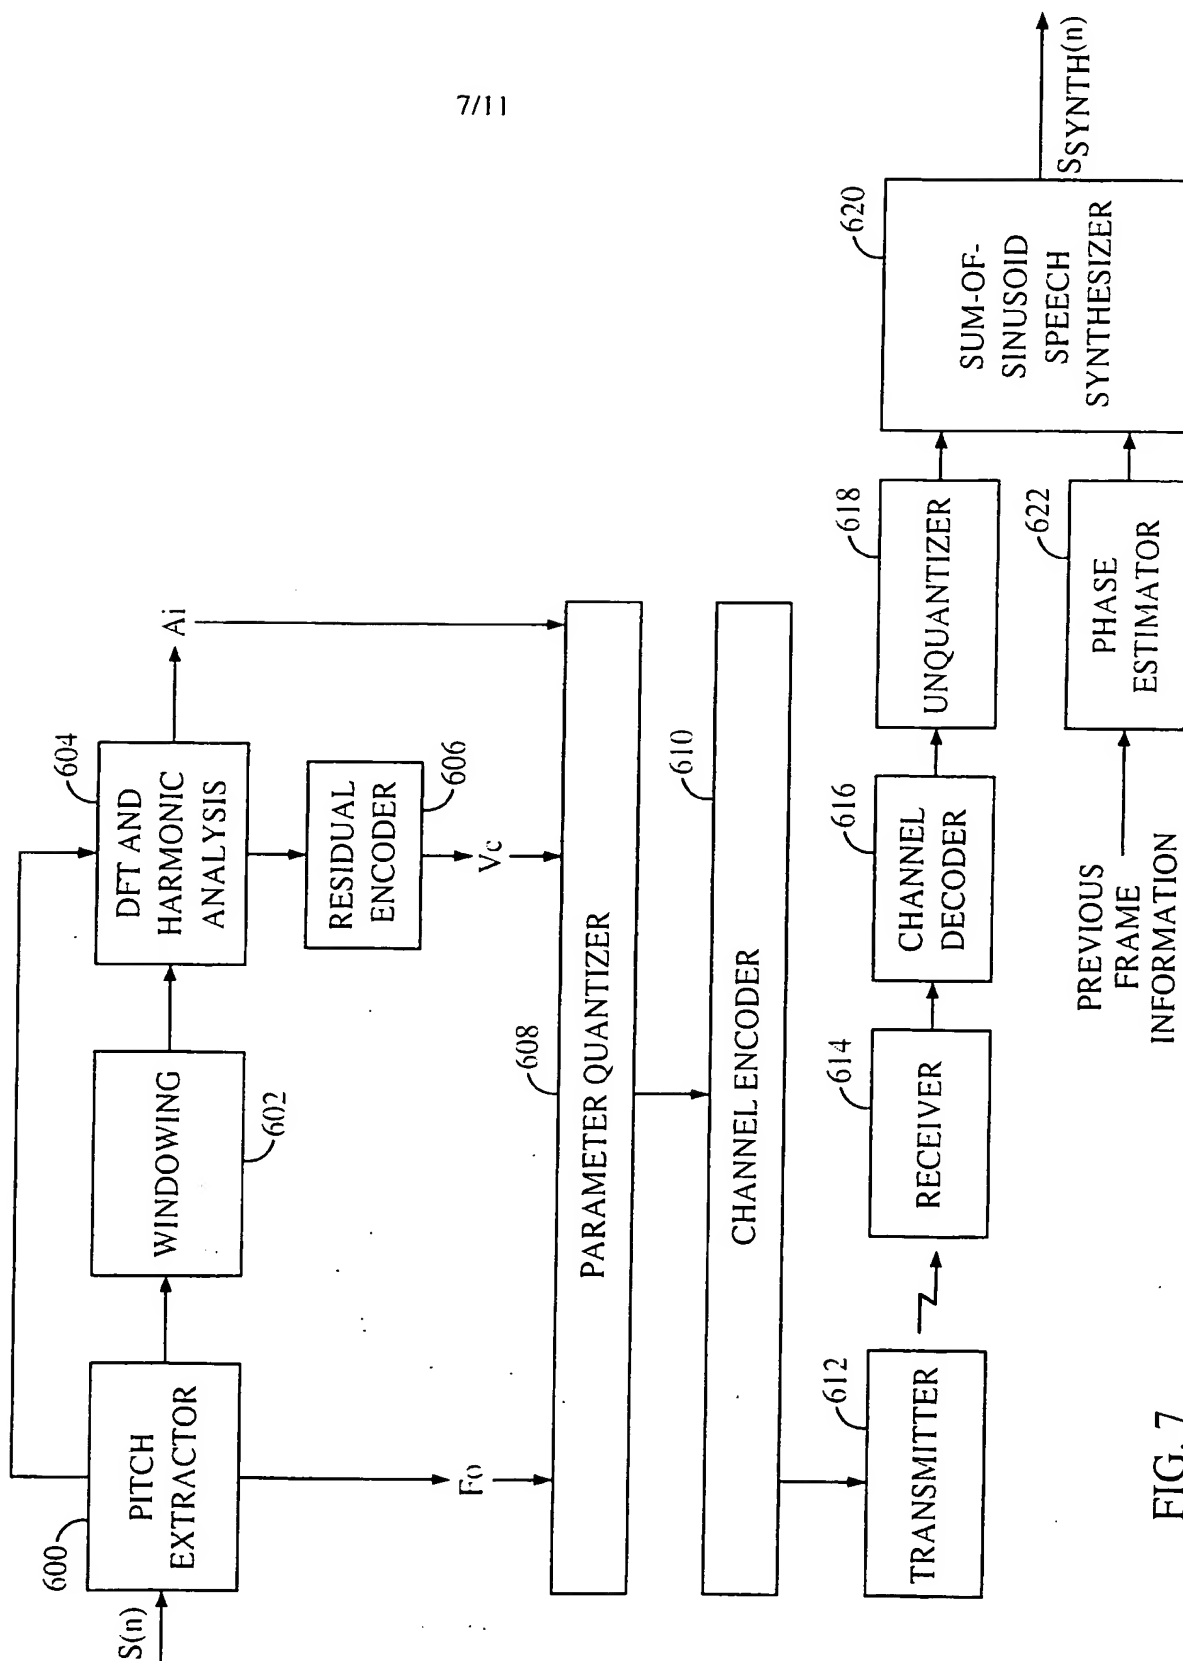 7/11
S(n)
600
PITCH
EXTRACTOR
WINDOWING
602
604
DFT AND
HARMONIC
ANALYSIS
Ai
606
RESIDUAL
ENCODER
Vc
Fo
608
PARAMETER QUANTIZER
610
CHANNEL ENCODER
612
TRANSMITTER
614
RECEIVER
616
CHANNEL
DECODER
618
UNQUANTIZER
620
SUM-OF-
SINUSOID
SPEECH
SYNTHESIZER
SSYNTH(n)
622
PHASE
ESTIMATOR
PREVIOUS
FRAME
INFORMATION
FIG. 7